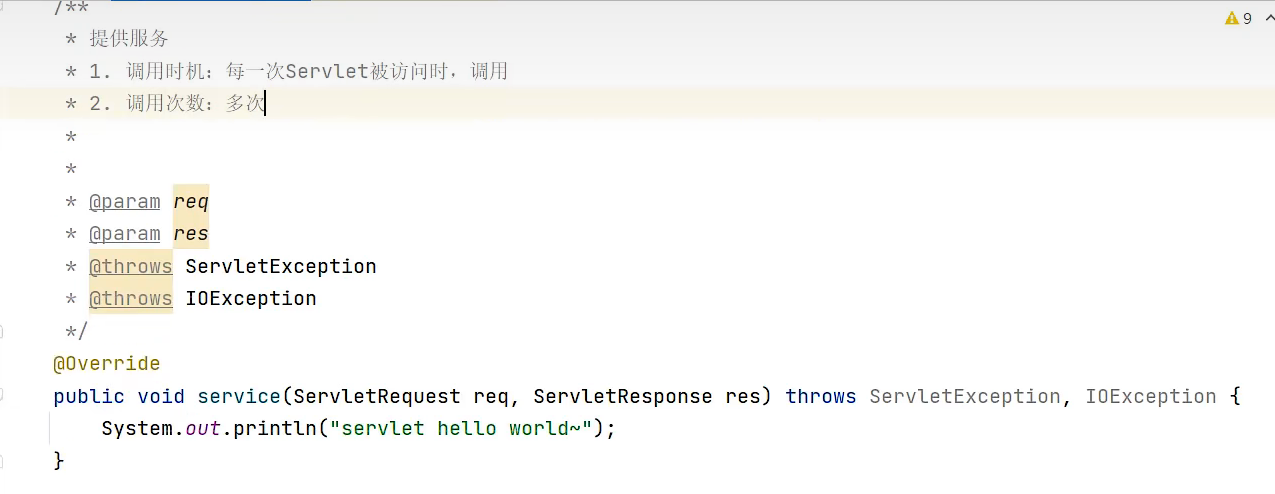 /**
* 提供服务
* 1. 调用时机：每一次Servlet被访问时，调用
* 2. 调用次数：多次
*
*
* @param req
* @param res
* @throws ServletException
* @throws IOException
*/
@Override
public void service(ServletRequest req, ServletResponse res) throws ServletException, IOException {
System.out.println("servlet hello world~");
}
9